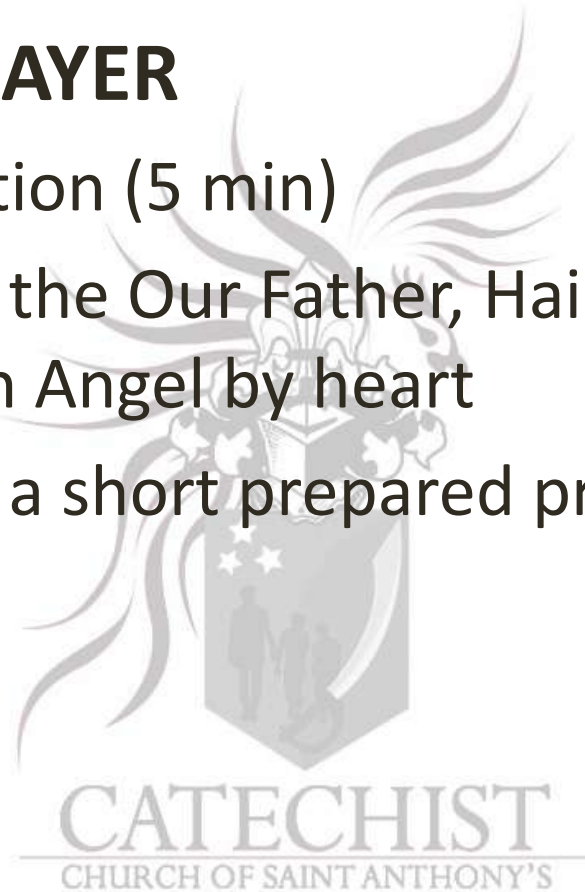 AYER
tion (5 min)
the Our Father, Hai
n Angel by heart
a short prepared pr
CATECHIST
CHURCH OF SAINT ANTHONY'S